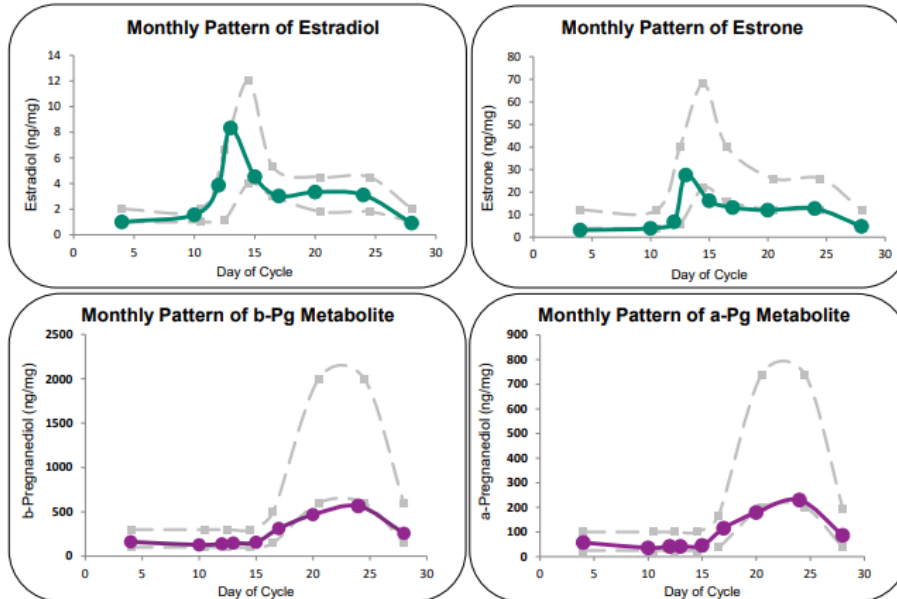 Monthly Pattern of Estradiol
Estradiol (ng/mg)
14
12
10
8
6
4
2
0
0 5 10 15 20 25 30
Day of Cycle
Monthly Pattern of Estrone
Estrone (ng/mg)
80
70
60
50
40
30
20
10
0
0 5 10 15 20 25 30
Day of Cycle
Monthly Pattern of b-Pg Metabolite
b-Pregnanediol (ng/mg)
2500
2000
1500
1000
500
0
0 5 10 15 20 25 30
Day of Cycle
Monthly Pattern of a-Pg Metabolite
a-Pregnanediol (ng/mg)
900
800
700
600
500
400
300
200
100
0
0 5 10 15 20 25 30
Day of Cycle